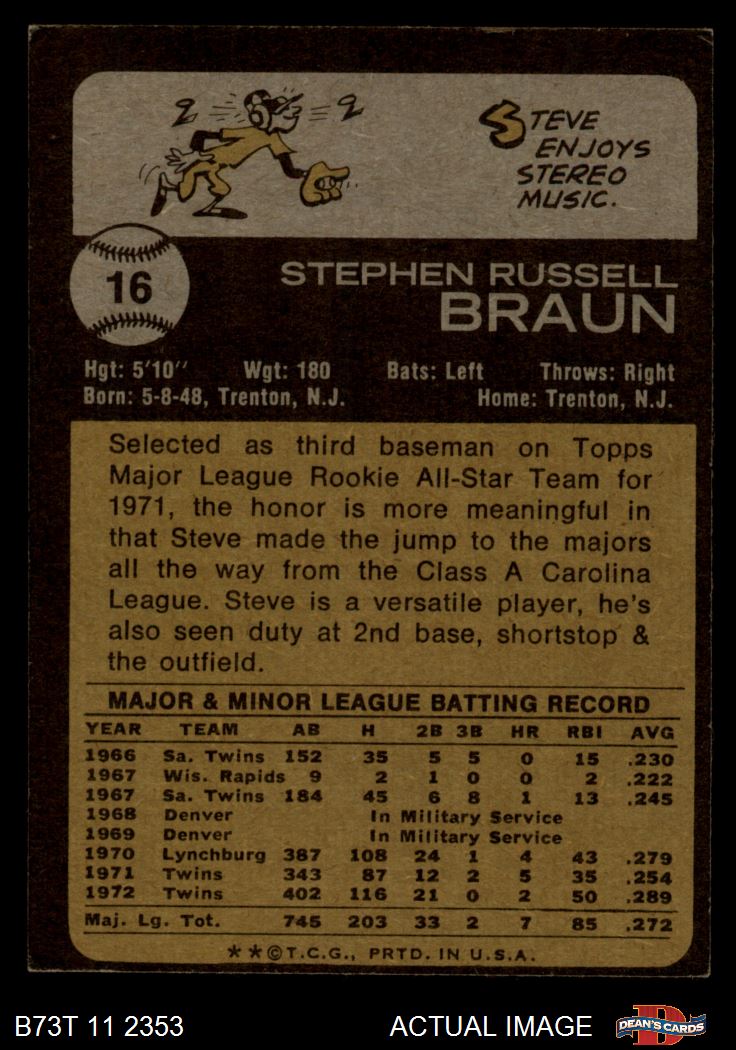 2 2
STEVE
ENJOYS
STEREO
MUSIC.
16
STEPHEN RUSSELL
BRAUN
Hgt: 5'10'' Wgt: 180 Bats: Left Throws: Right
Born: 5-8-48, Trenton, N.J. Home: Trenton, N.J.
Selected as third baseman on Topps
Major League Rookie All-Star Team for
1971, the honor is more meaningful in
that Steve made the jump to the majors
all the way from the Class A Carolina
League. Steve is a versatile player, he's
also seen duty at 2nd base, shortstop &
the outfield.
MAJOR & MINOR LEAGUE BATTING RECORD
YEAR TEAM AB H 2B 3B HR RBI AVG
1966 Sa. Twins 152 35 5 5 0 15 .230
1967 Wis. Rapids 9 2 1 0 0 2 .222
1967 Sa. Twins 184 45 6 8 1 13 .245
1968 Denver In Military Service
1969 Denver In Military Service
1970 Lynchburg 387 108 24 1 4 43 .279
1971 Twins 343 87 12 2 5 35 .254
1972 Twins 402 116 21 0 2 50 .289
Maj. Lg. Tot. 745 203 33 2 7 85 .272
★★©T.C.G., PRTD. IN U.S.A.
B73T 11 2353 ACTUAL IMAGE D DEAN'S CARDS